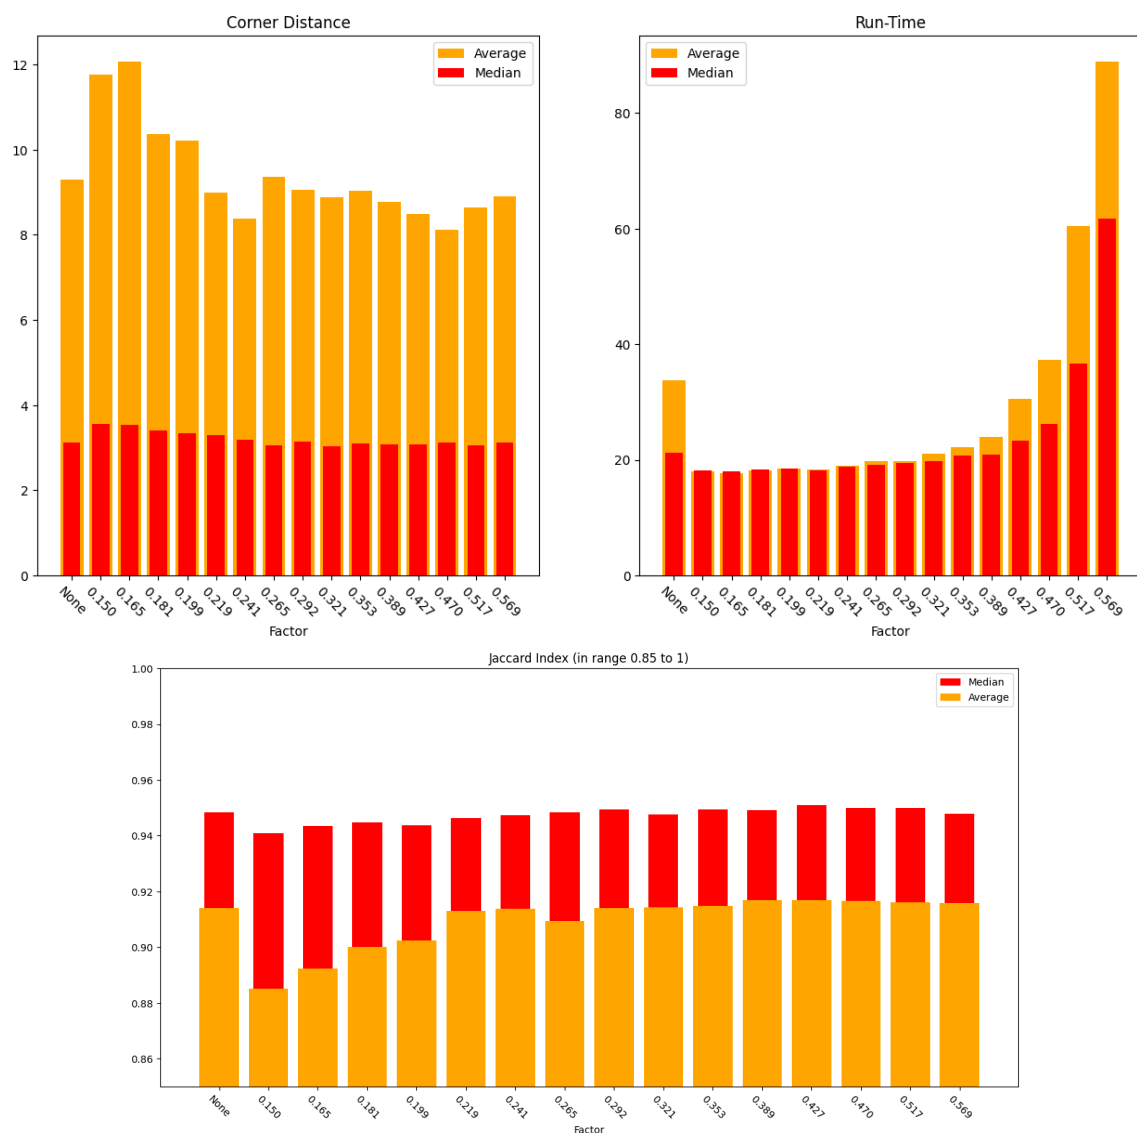 Corner Distance
Average
Median
12
10
8
6
4
2
0
None 0.150 0.165 0.181 0.199 0.219 0.241 0.265 0.292 0.321 0.353 0.389 0.427 0.470 0.517 0.569
Factor
Run-Time
Average
Median
80
60
40
20
0
None 0.150 0.165 0.181 0.199 0.219 0.241 0.265 0.292 0.321 0.353 0.389 0.427 0.470 0.517 0.569
Factor
Jaccard Index (in range 0.85 to 1)
Median
Average
1.00
0.98
0.96
0.94
0.92
0.90
0.88
0.86
None 0.150 0.165 0.181 0.199 0.219 0.241 0.265 0.292 0.321 0.353 0.389 0.427 0.470 0.517 0.569
Factor